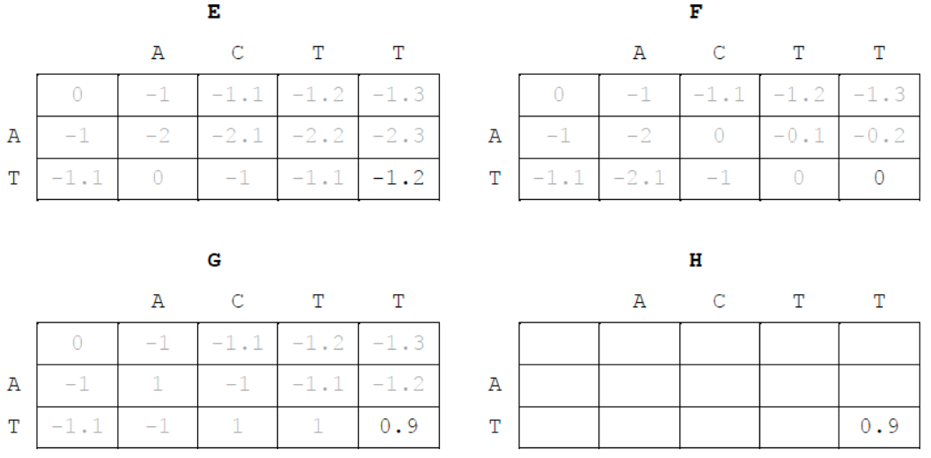 E F
A C T T A C T T
0 -1 -1.1 -1.2 -1.3 0 -1 -1.1 -1.2 -1.3
A -1 -2 -2.1 -2.2 -2.3 A -1 -2 0 -0.1 -0.2
T -1.1 0 -1 -1.1 -1.2 T -1.1 -2.1 -1 0 0
G H
A C T T A C T T
0 -1 -1.1 -1.2 -1.3
A -1 1 -1 -1.1 -1.2 A
T -1.1 -1 1 1 0.9 T 0.9